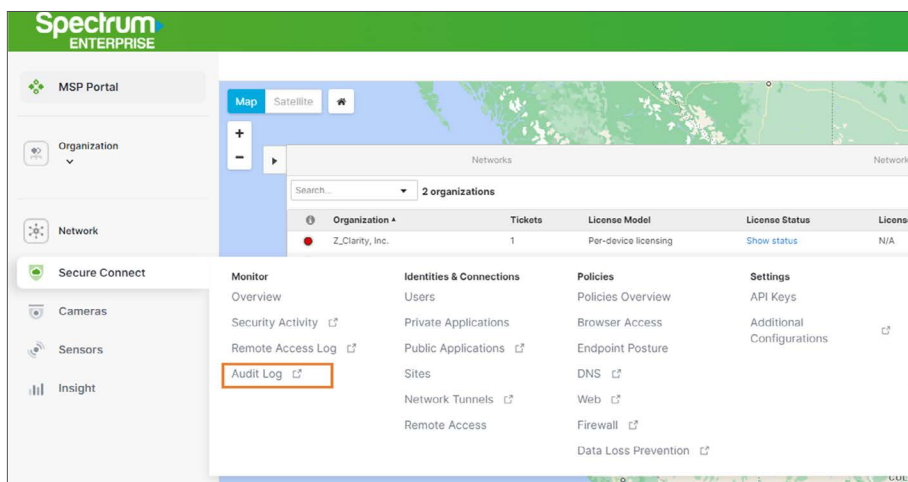 Spectrum
ENTERPRISE
MSP Portal
Organization
Network
Secure Connect
Cameras
Sensors
Insight
Map Satellite
+
−
Networks Network
Search... 2 organizations
Organization Tickets License Model License Status Licens
Z_Clarity, Inc. 1 Per-device licensing Show status N/A
Monitor
Overview
Security Activity
Remote Access Log
Audit Log
Identities & Connections
Users
Private Applications
Public Applications
Sites
Network Tunnels
Remote Access
Policies
Policies Overview
Browser Access
Endpoint Posture
DNS
Web
Firewall
Data Loss Prevention
Settings
API Keys
Additional
Configurations